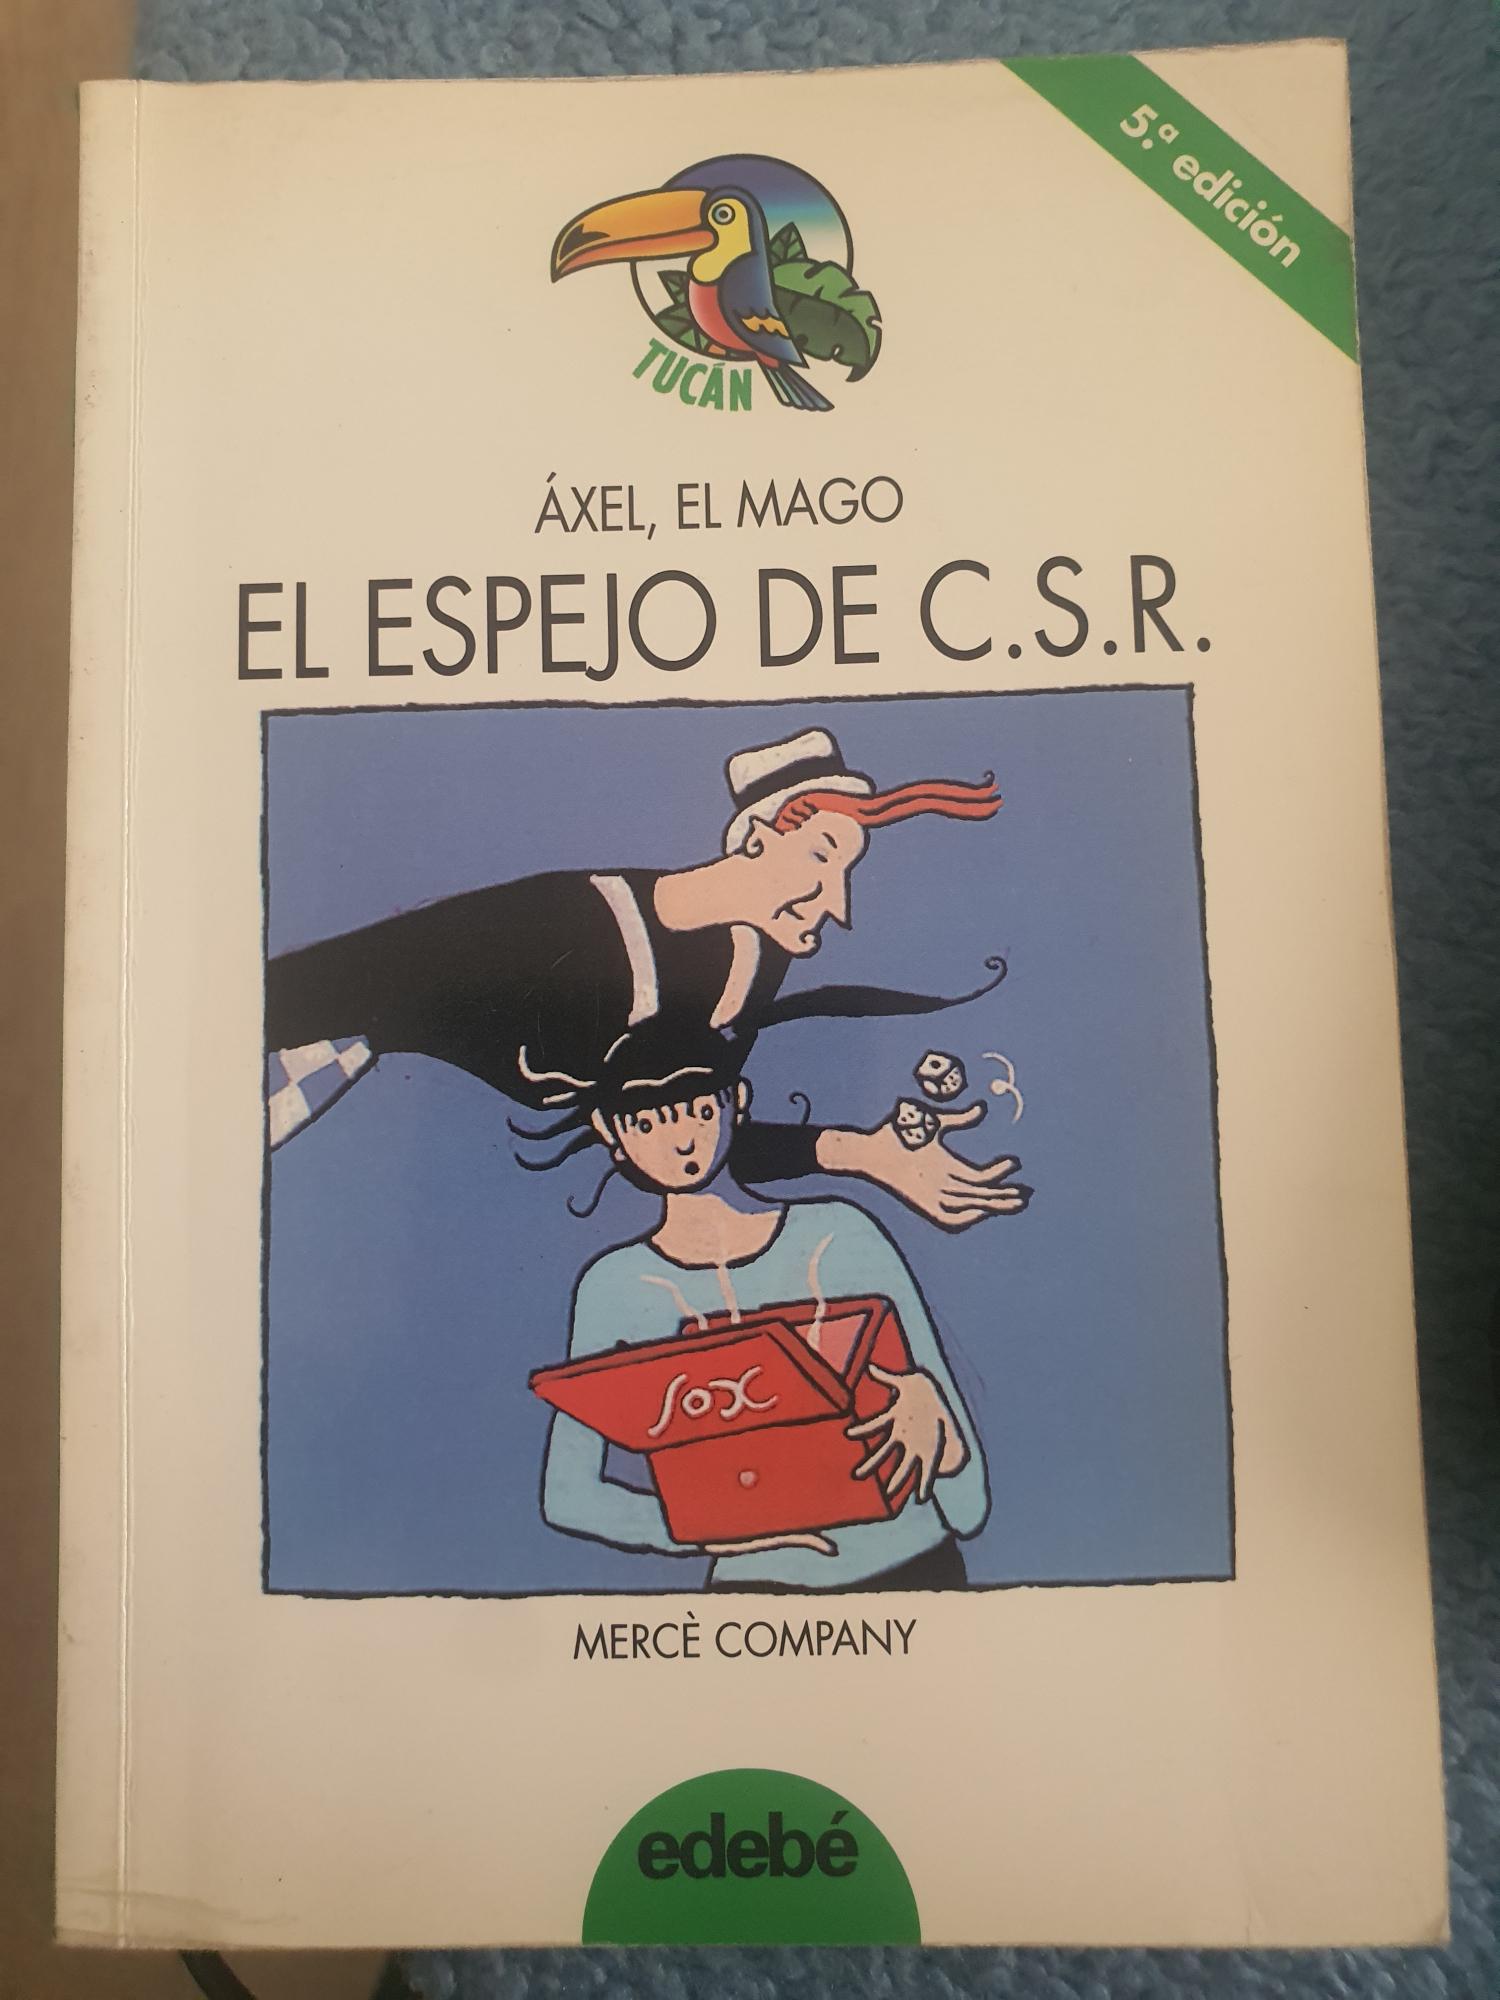 5.ª edición
TUCÁN
ÁXEL, EL MAGO
EL ESPEJO DE C.S.R.
SOX
MERCÈ COMPANY
edebé